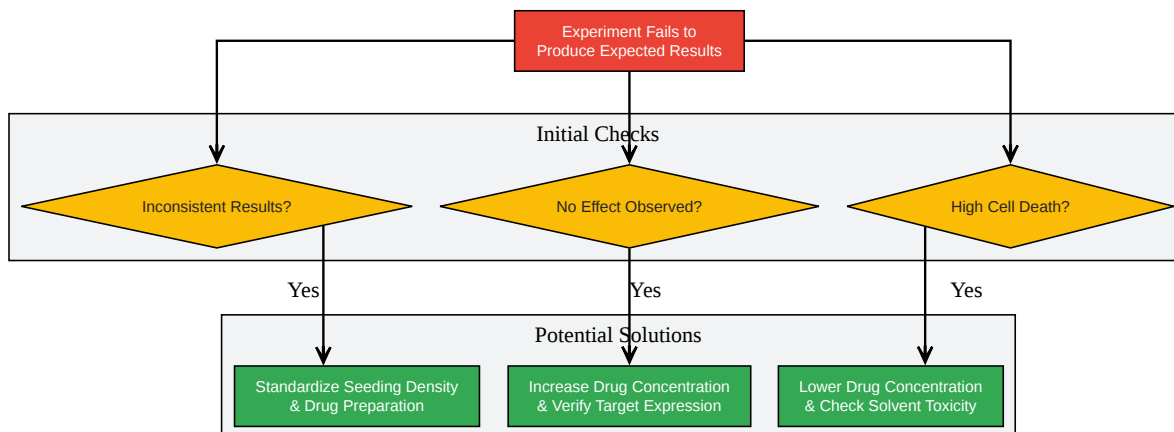 Experiment Fails to
Produce Expected Results
Initial Checks
Inconsistent Results?
No Effect Observed?
High Cell Death?
Yes
Yes
Yes
Potential Solutions
Standardize Seeding Density
& Drug Preparation
Increase Drug Concentration
& Verify Target Expression
Lower Drug Concentration
& Check Solvent Toxicity